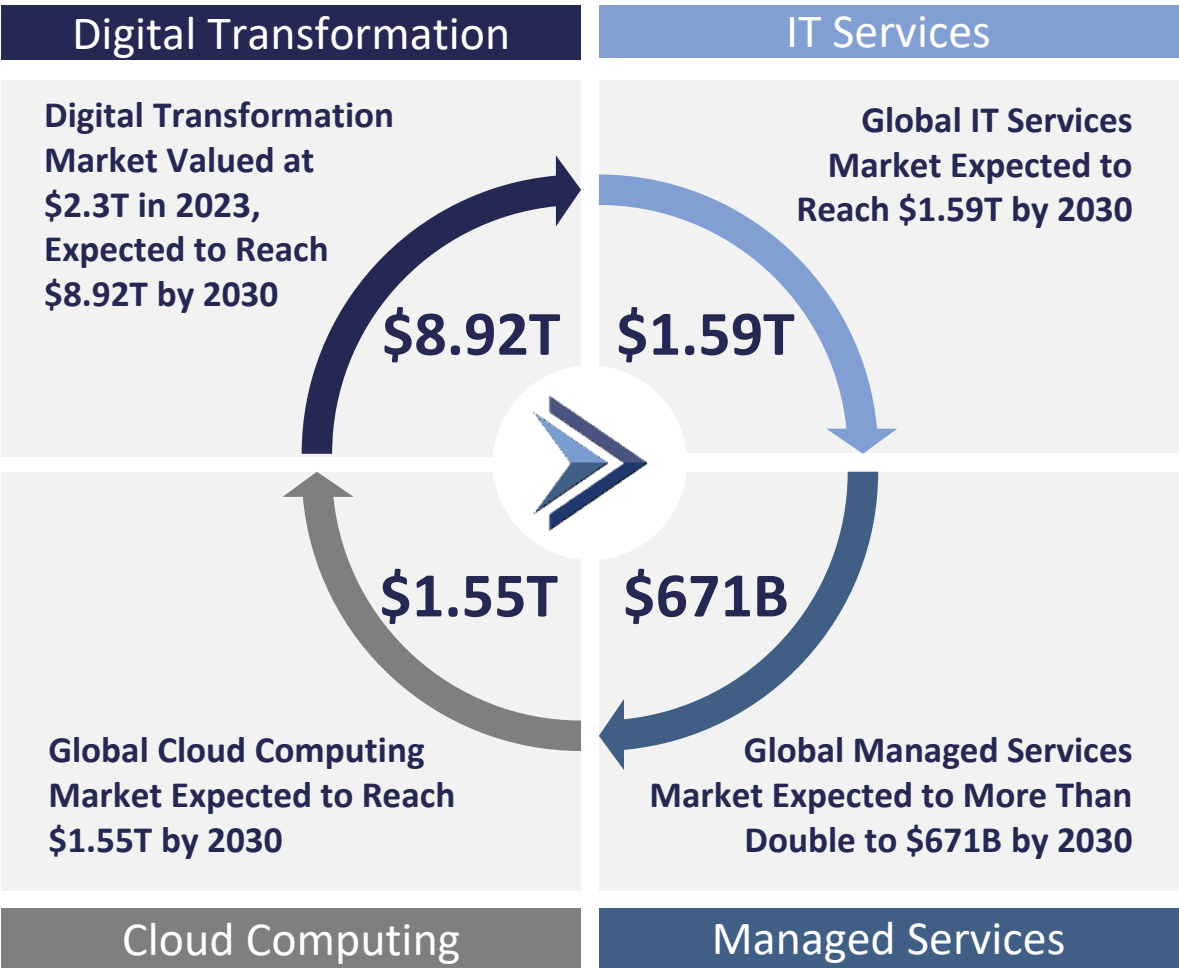 Digital Transformation
IT Services
Digital Transformation
Market Valued at
$2.3T in 2023,
Expected to Reach
$8.92T by 2030
Global IT Services
Market Expected to
Reach $1.59T by 2030
$8.92T
$1.59T
$1.55T
$671B
Global Cloud Computing
Market Expected to Reach
$1.55T by 2030
Global Managed Services
Market Expected to More Than
Double to $671B by 2030
Cloud Computing
Managed Services